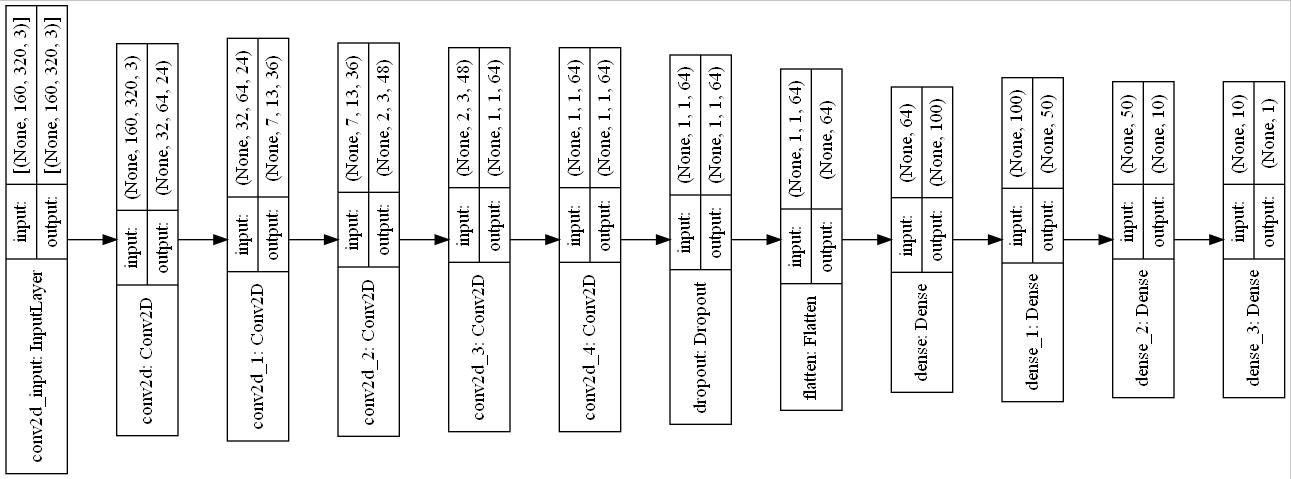 conv2d_input: InputLayer
input:
output:
[(None, 160, 320, 3)]
[(None, 160, 320, 3)]
conv2d: Conv2D
input:
output:
(None, 160, 320, 3)
(None, 32, 64, 24)
conv2d_1: Conv2D
input:
output:
(None, 32, 64, 24)
(None, 7, 13, 36)
conv2d_2: Conv2D
input:
output:
(None, 7, 13, 36)
(None, 2, 3, 48)
conv2d_3: Conv2D
input:
output:
(None, 2, 3, 48)
(None, 1, 1, 64)
conv2d_4: Conv2D
input:
output:
(None, 1, 1, 64)
(None, 1, 1, 64)
dropout: Dropout
input:
output:
(None, 1, 1, 64)
(None, 1, 1, 64)
flatten: Flatten
input:
output:
(None, 1, 1, 64)
(None, 64)
dense: Dense
input:
output:
(None, 64)
(None, 100)
dense_1: Dense
input:
output:
(None, 100)
(None, 50)
dense_2: Dense
input:
output:
(None, 50)
(None, 10)
dense_3: Dense
input:
output:
(None, 10)
(None, 1)